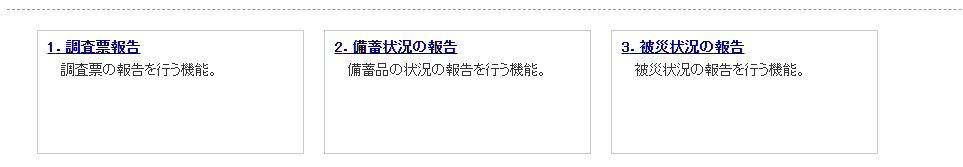 1. 調査票報告
調査票の報告を行う機能。
2. 備蓄状況の報告
備蓄品の状況の報告を行う機能。
3. 被災状況の報告
被災状況の報告を行う機能。